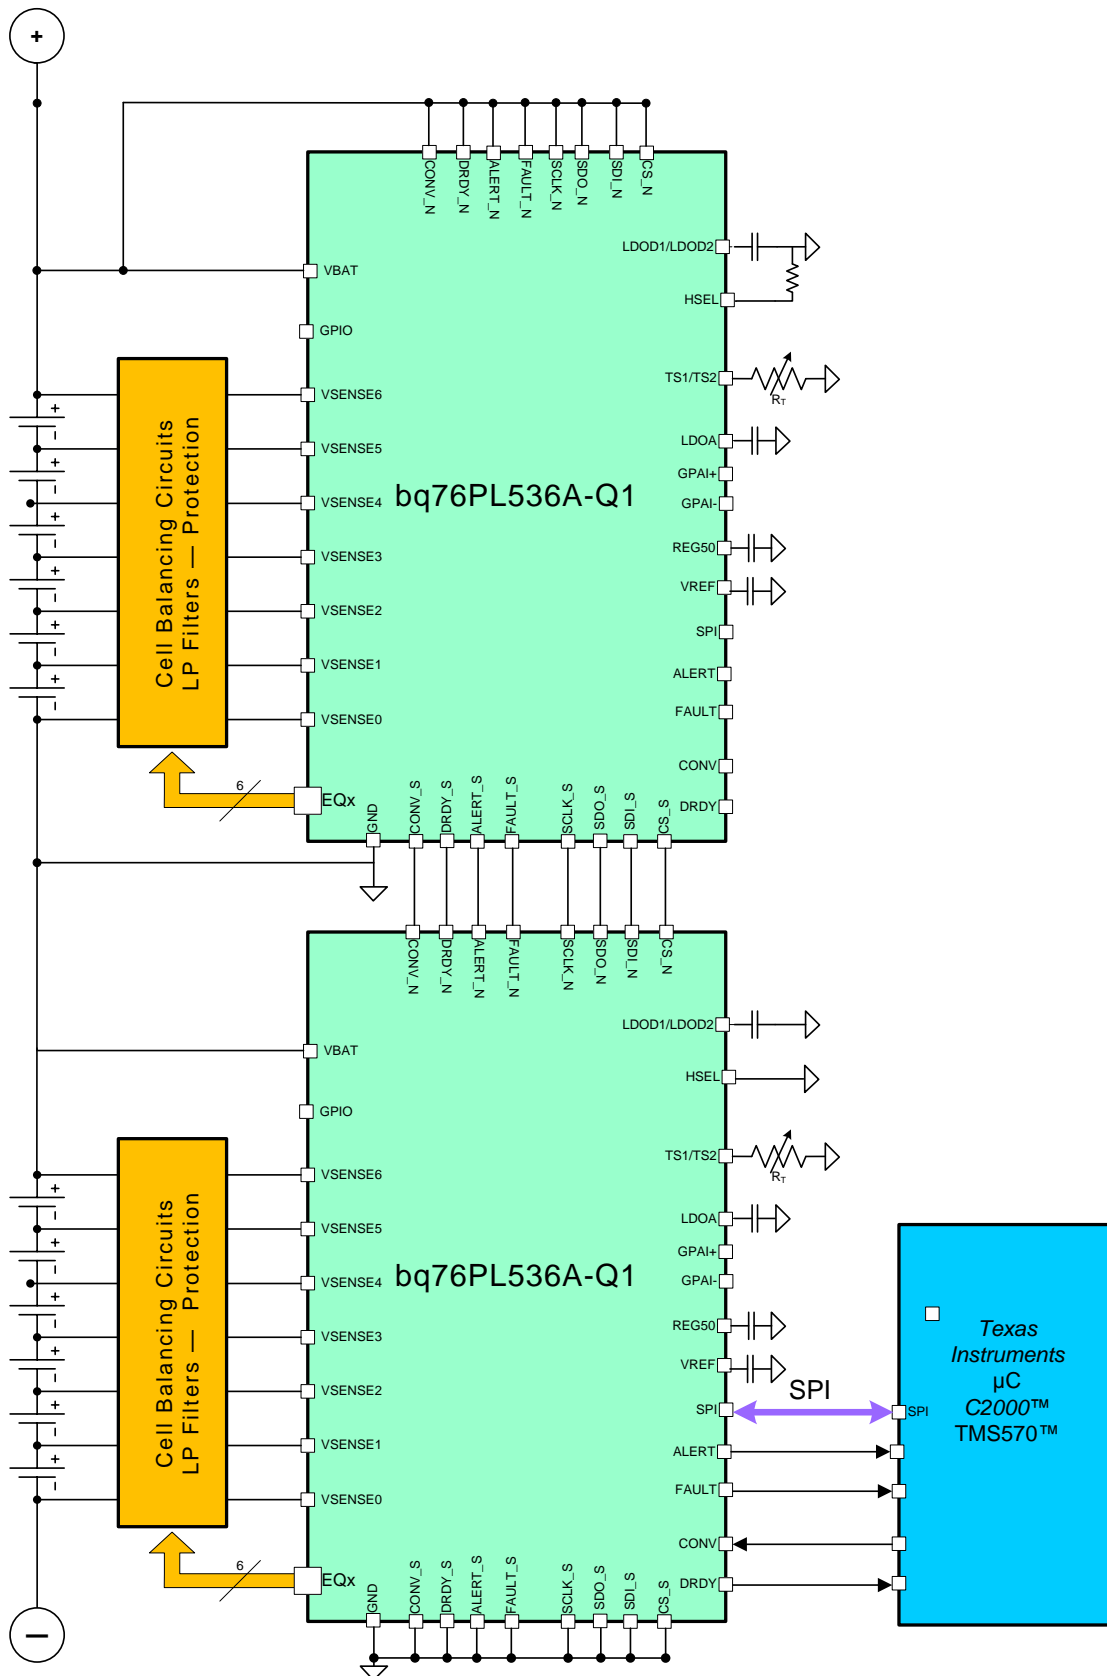 +
CONV_N
DRDY_N
ALERT_N
FAULT_N
SCLK_N
SDO_N
SDI_N
CS_N
LDOD1/LDOD2
VBAT
HSEL
GPIO
TS1/TS2
RT
VSENSE6
+
–
LDOA
VSENSE5
GPAI+
+
–
bq76PL536A-Q1
VSENSE4
GPAI-
+
–
REG50
VSENSE3
VREF
+
–
VSENSE2
SPI
+
–
VSENSE1
ALERT
+
–
FAULT
VSENSE0
Cell Balancing Circuits
LP Filters — Protection
CONV
6
EQx
DRDY
GND
CONV_S
DRDY_S
ALERT_S
FAULT_S
SCLK_S
SDO_S
SDI_S
CS_S
CONV_N
DRDY_N
ALERT_N
FAULT_N
SCLK_N
SDO_N
SDI_N
CS_N
LDOD1/LDOD2
VBAT
HSEL
GPIO
TS1/TS2
RT
VSENSE6
+
–
LDOA
VSENSE5
GPAI+
+
–
bq76PL536A-Q1
VSENSE4
GPAI-
+
–
REG50
VSENSE3
VREF
+
–
VSENSE2
SPI
SPI
SPI
+
–
VSENSE1
ALERT
+
–
FAULT
VSENSE0
Cell Balancing Circuits
LP Filters — Protection
CONV
6
EQx
DRDY
Texas
Instruments
µC
C2000™
TMS570™
GND
CONV_S
DRDY_S
ALERT_S
FAULT_S
SCLK_S
SDO_S
SDI_S
CS_S
—